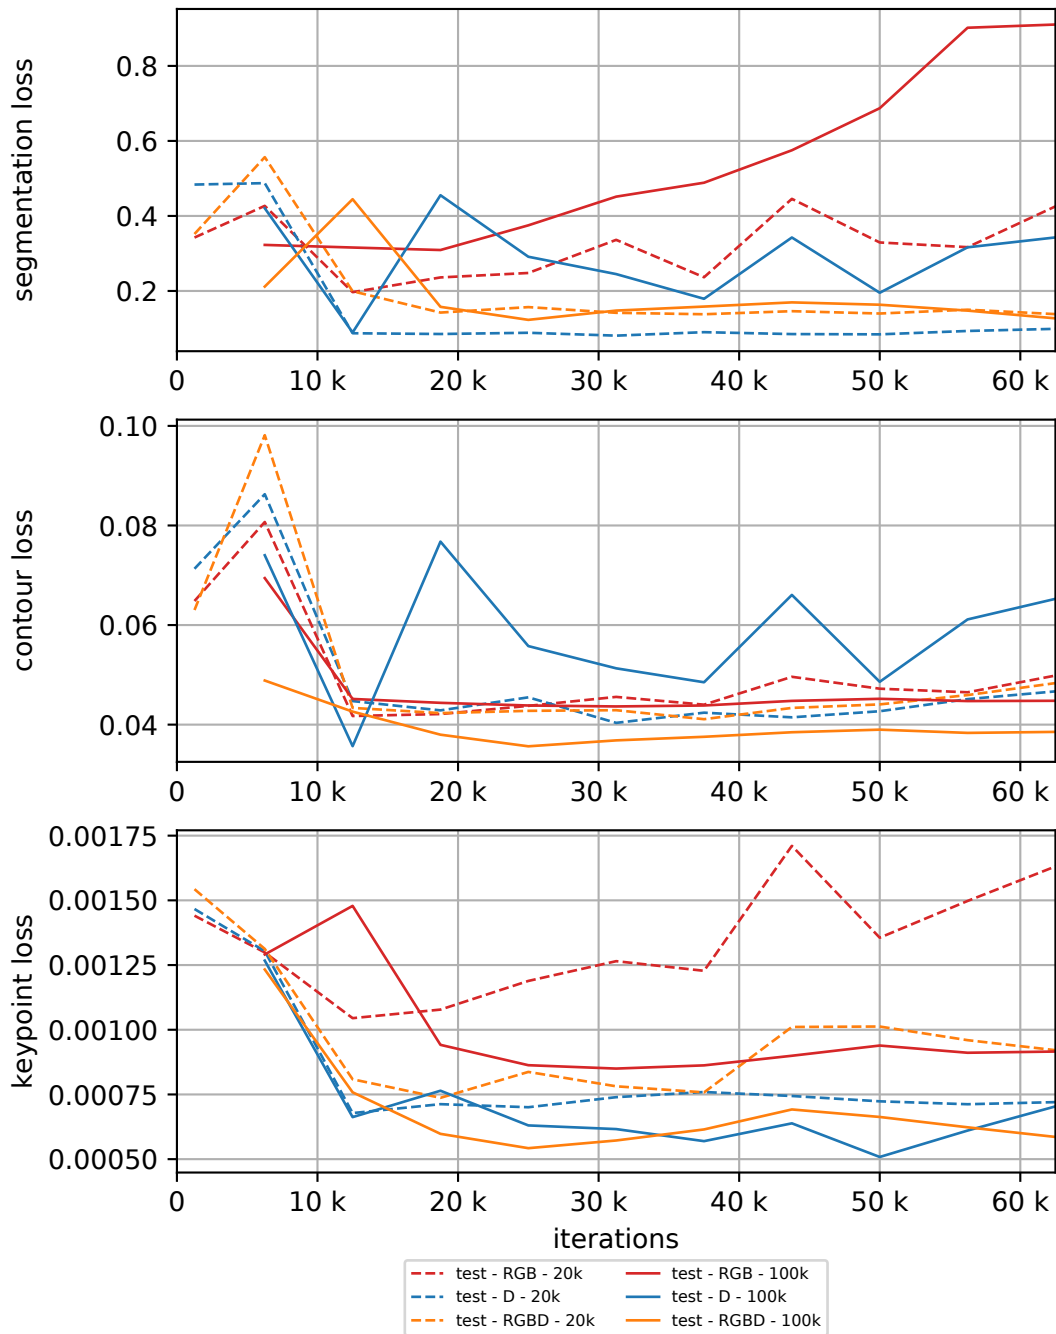 segmentation loss
0.8
0.6
0.4
0.2
0 10 k 20 k 30 k 40 k 50 k 60 k
contour loss
0.10
0.08
0.06
0.04
0 10 k 20 k 30 k 40 k 50 k 60 k
keypoint loss
0.00175
0.00150
0.00125
0.00100
0.00075
0.00050
0 10 k 20 k 30 k 40 k 50 k 60 k
iterations
test - RGB - 20k test - RGB - 100k
test - D - 20k test - D - 100k
test - RGBD - 20k test - RGBD - 100k